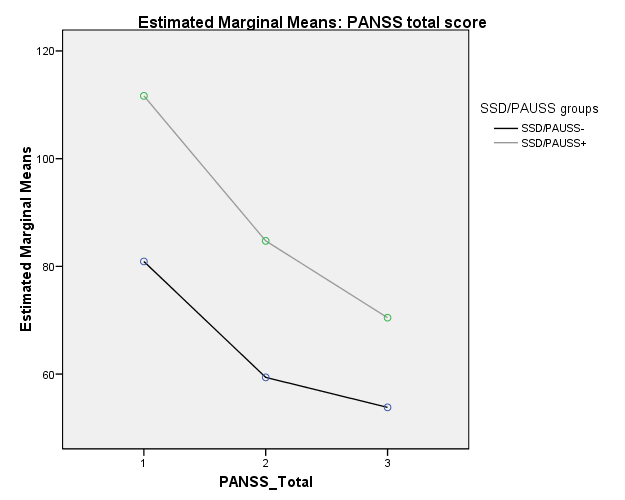 Estimated Marginal Means: PANSS total score
120
100
80
60
Estimated Marginal Means
1
2
3
PANSS_Total
SSD/PAUSS groups
SSD/PAUSS-
SSD/PAUSS+